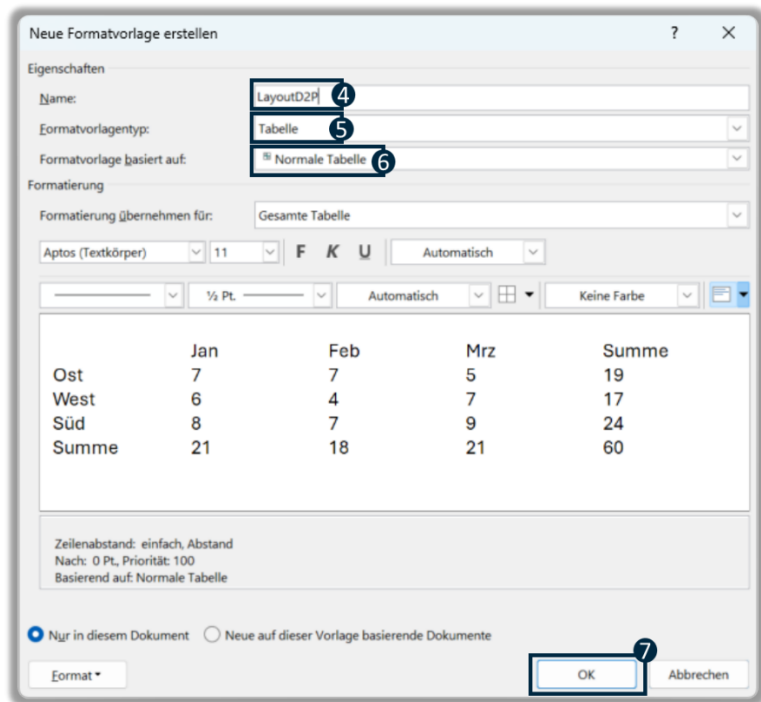 Neue Formatvorlage erstellen ? ×
Eigenschaften
Name: LayoutD2P 4
Formatvorlagentyp: Tabelle 5
Formatvorlage basiert auf: Normale Tabelle 6
Formatierung
Formatierung übernehmen für: Gesamte Tabelle
Aptos (Textkörper) 11 F K U Automatisch
½ Pt. Automatisch Keine Farbe
Jan Feb Mrz Summe
Ost 7 7 5 19
West 6 4 7 17
Süd 8 7 9 24
Summe 21 18 21 60
Zeilenabstand: einfach, Abstand
Nach: 0 Pt., Priorität: 100
Basierend auf: Normale Tabelle
Nur in diesem Dokument Neue auf dieser Vorlage basierende Dokumente
7
Format OK Abbrechen